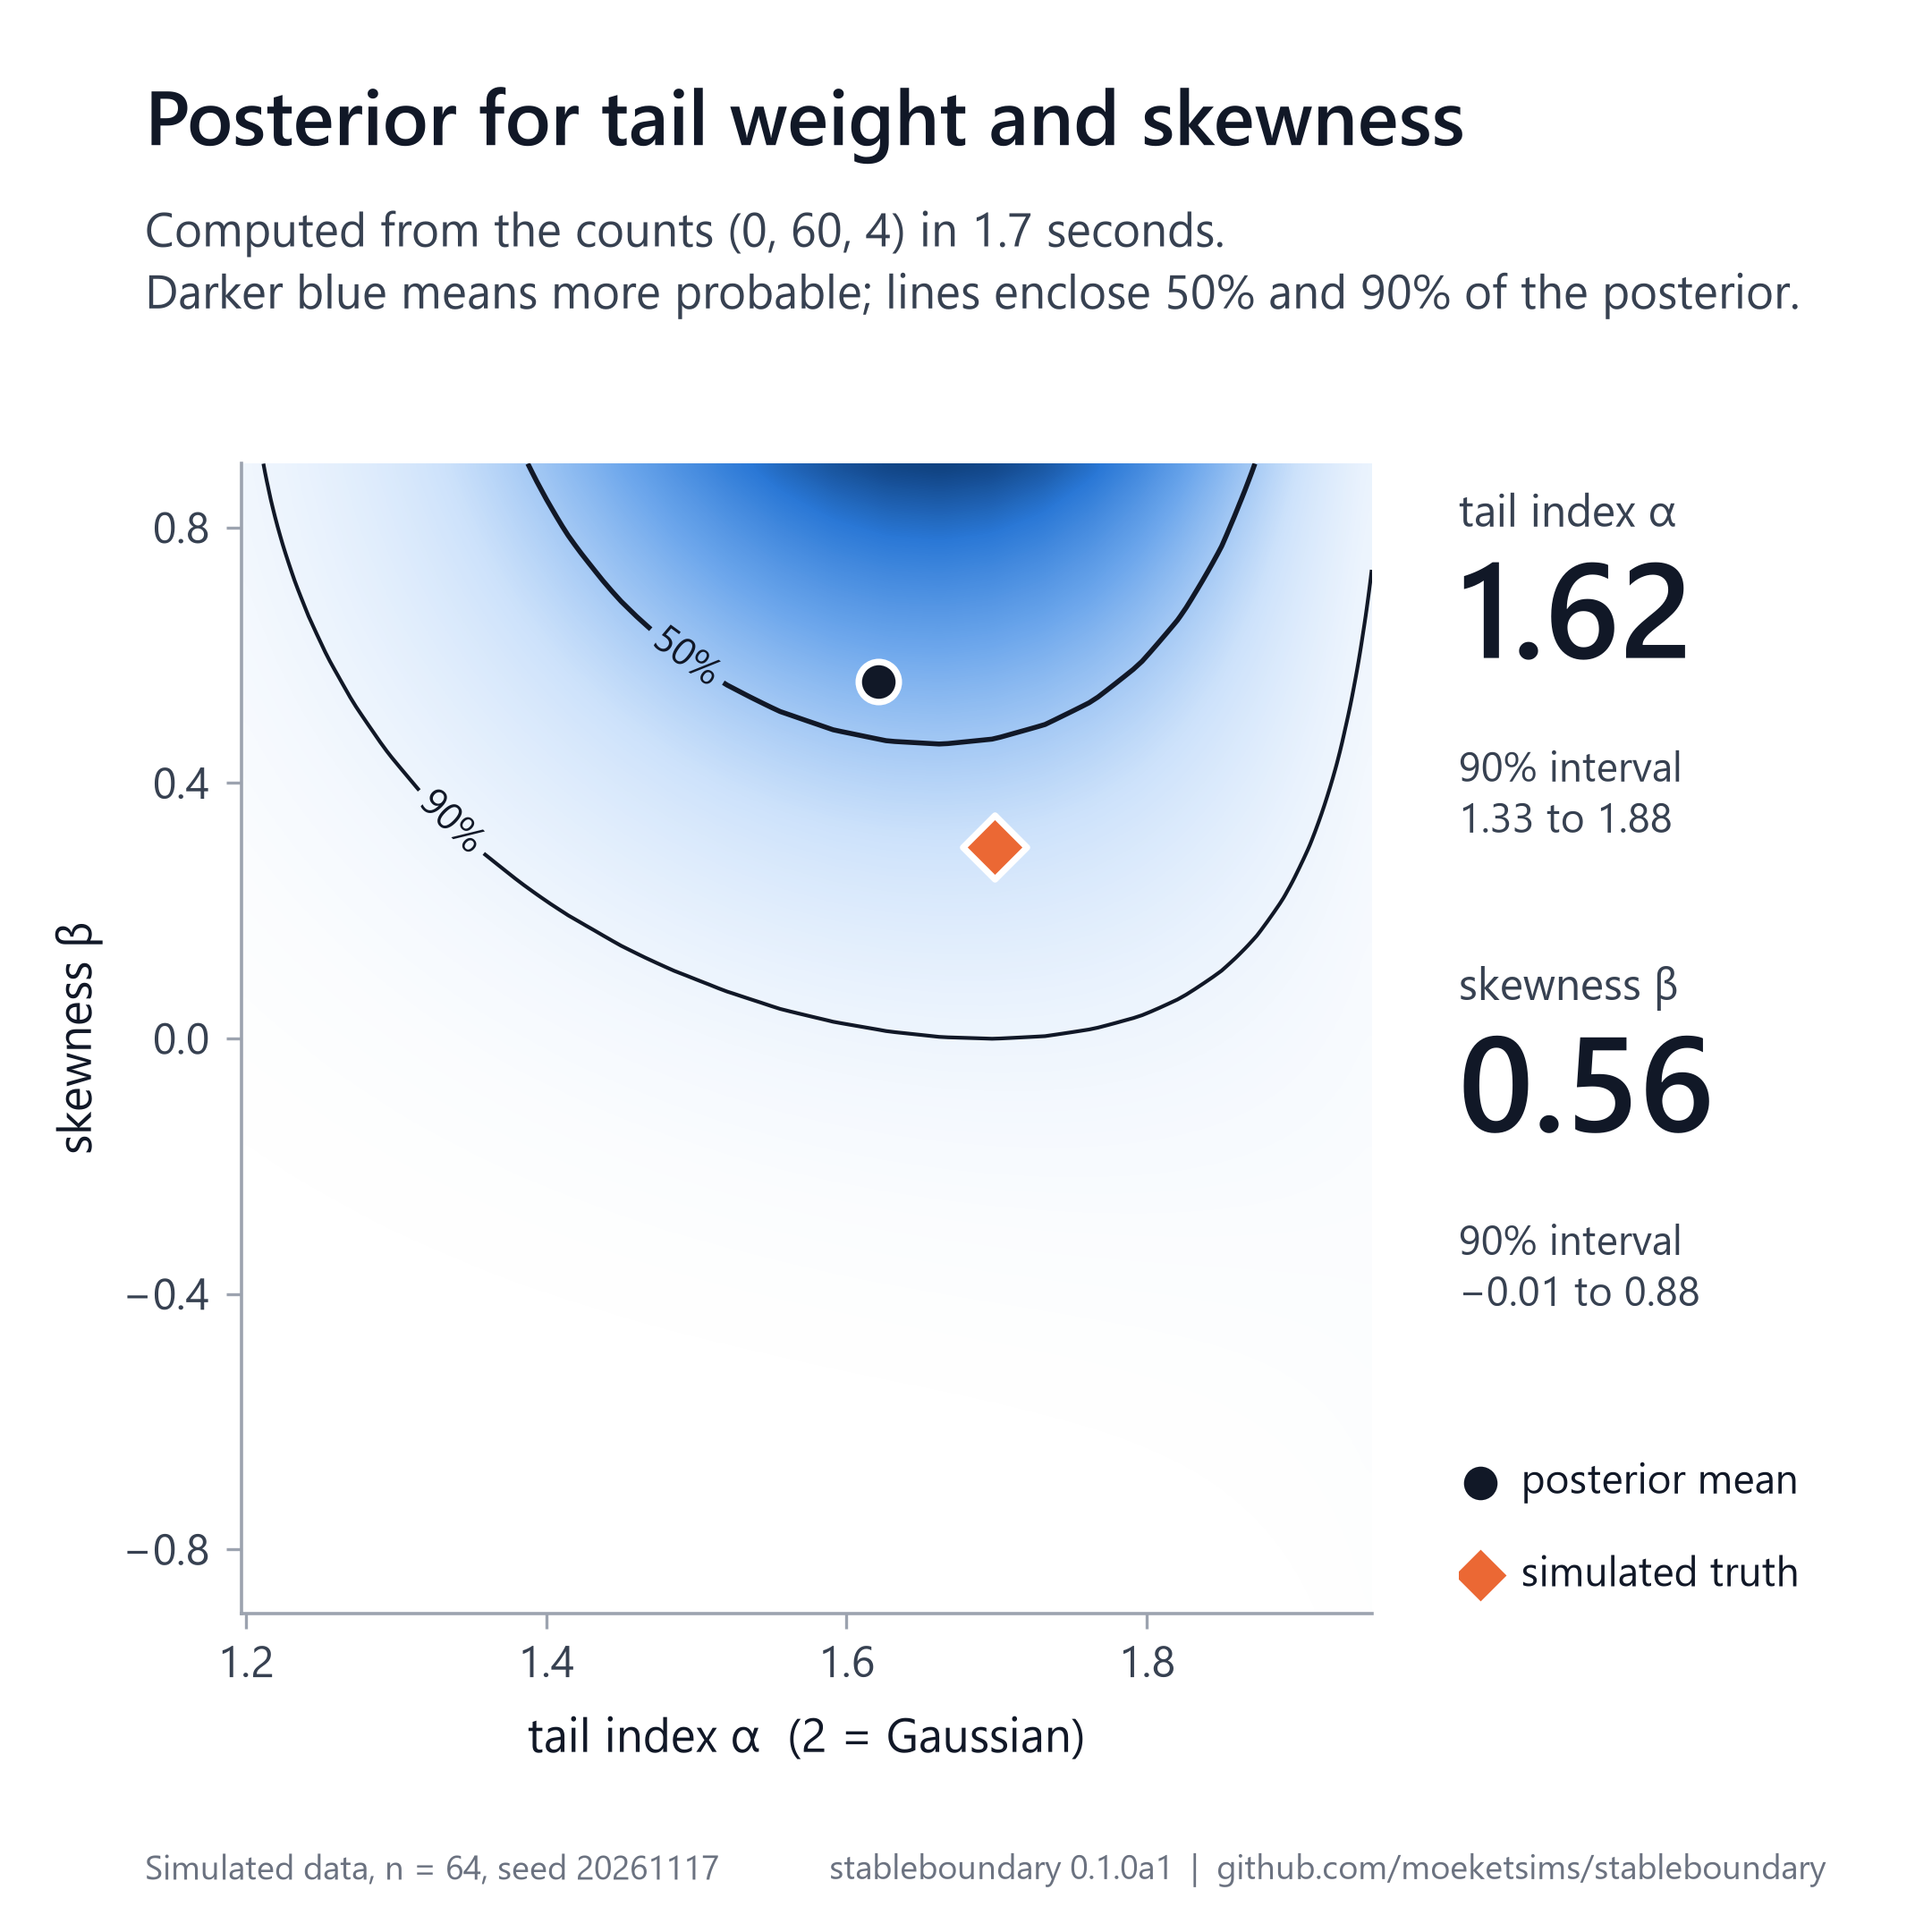 Posterior for tail weight and skewness
Computed from the counts (0, 60, 4) in 1.7 seconds.
Darker blue means more probable; lines enclose 50% and 90% of the posterior.
skewness β
0.8
0.4
0.0
−0.4
−0.8
50%
90%
1.2
1.4
1.6
1.8
tail index α (2 = Gaussian)
tail index α
1.62
90% interval
1.33 to 1.88
skewness β
0.56
90% interval
−0.01 to 0.88
posterior mean
simulated truth
Simulated data, n = 64, seed 20261117
stableboundary 0.1.0a1 | github.com/moeketsims/stableboundary